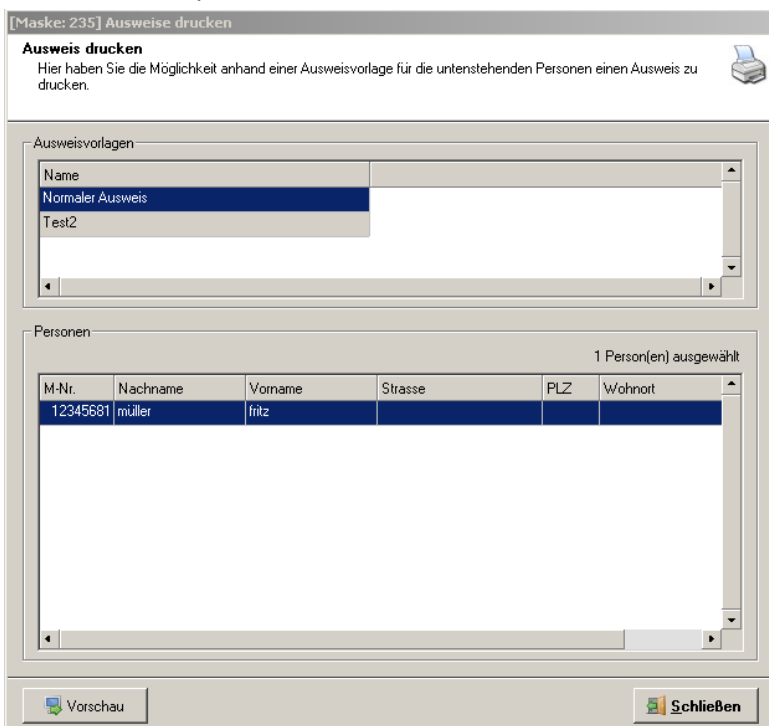 [Maske: 235] Ausweise drucken
Ausweis drucken
Hier haben Sie die Möglichkeit anhand einer Ausweisvorlage für die untenstehenden Personen einen Ausweis zu
drucken.
Ausweisvorlagen
Name
Normaler Ausweis
Test2
Personen
1 Person(en) ausgewählt
M-Nr. Nachname Vorname Strasse PLZ Wohnort
12345681 müller fritz
Vorschau Schließen